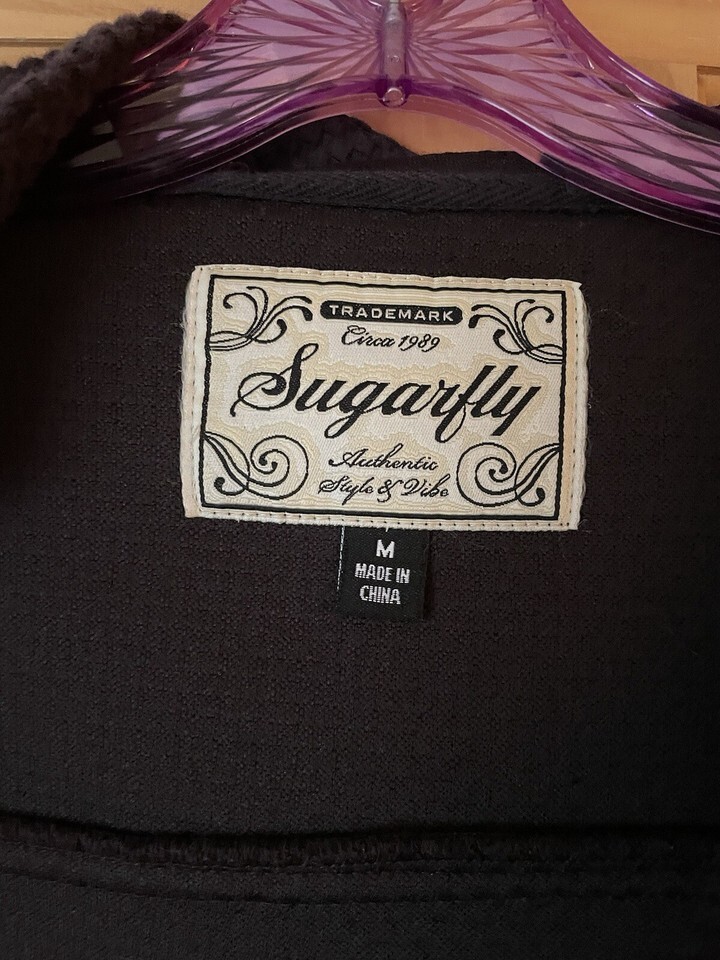 TRADEMARK
Circa 1989
Sugarfly
Authentic
Style & Vibe
M
MADE IN
CHINA